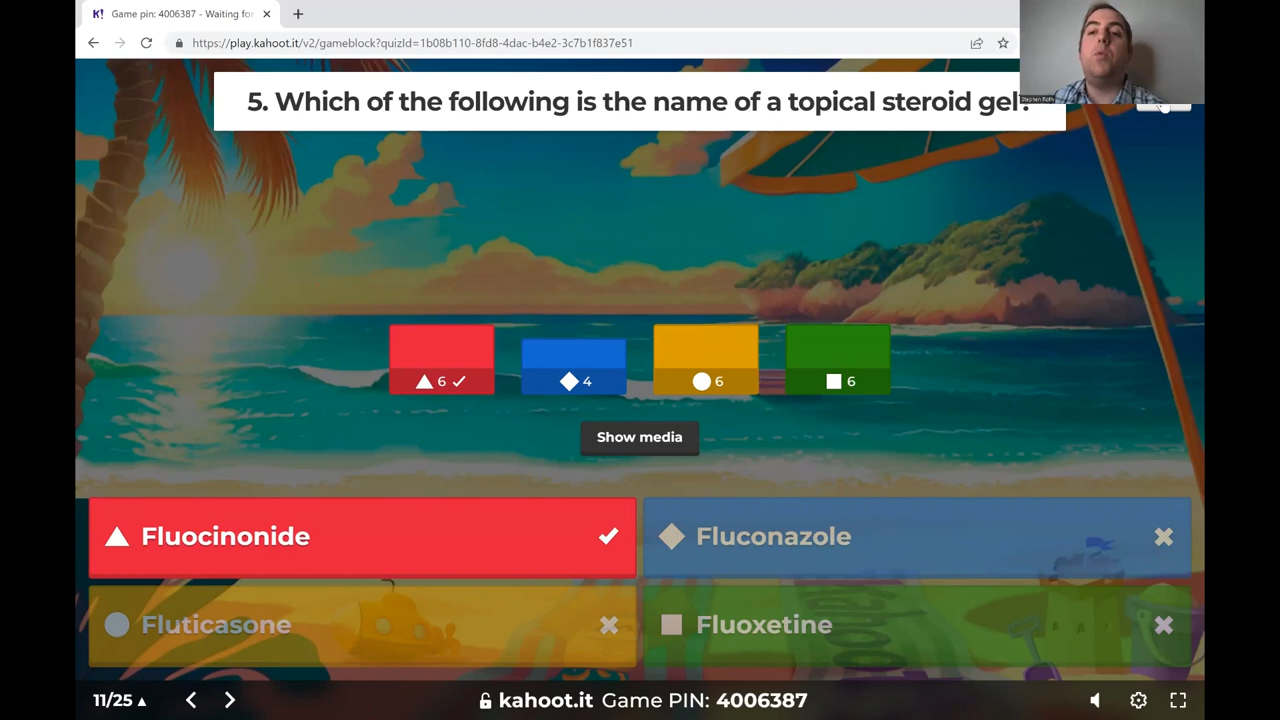 Game pin: 4006387 - Waiting for
https://play.kahoot.it/v2/gameblock?quizId=1b08b110-8fd8-4dac-b4e2-3c7b1f837e51
5. Which of the following is the name of a topical steroid gel?
Stephen Roth
6
4
6
6
Show media
Fluocinonide
Fluconazole
Fluticasone
Fluoxetine
11/25
kahoot.it Game PIN: 4006387